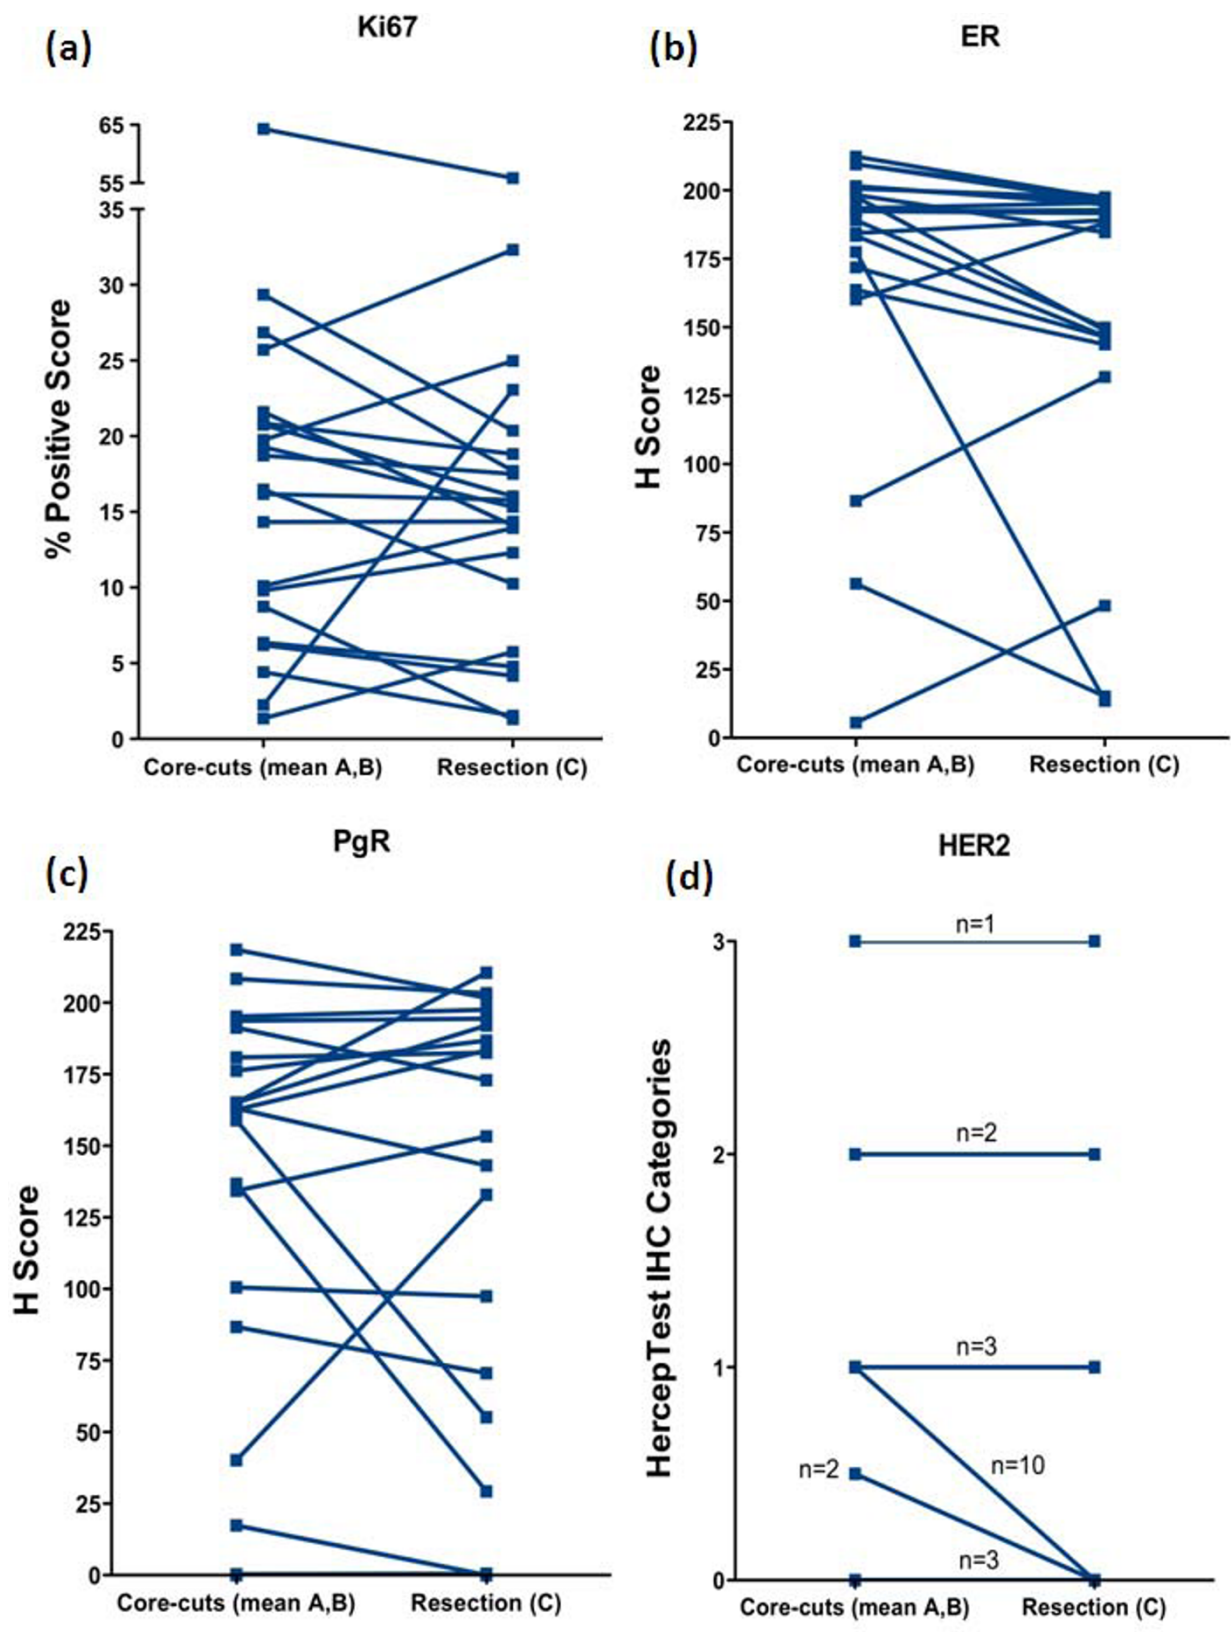 (a)
Ki67
65
55
35
30
25
20
15
10
5
0
% Positive Score
Core-cuts (mean A,B)
Resection (C)
(b)
ER
225
200
175
150
125
100
75
50
25
0
H Score
Core-cuts (mean A,B)
Resection (C)
(c)
PgR
225
200
175
150
125
100
75
50
25
0
H Score
Core-cuts (mean A,B)
Resection (C)
(d)
HER2
3
2
1
0
HercepTest IHC Categories
n=1
n=2
n=3
n=10
n=2
n=3
Core-cuts (mean A,B)
Resection (C)